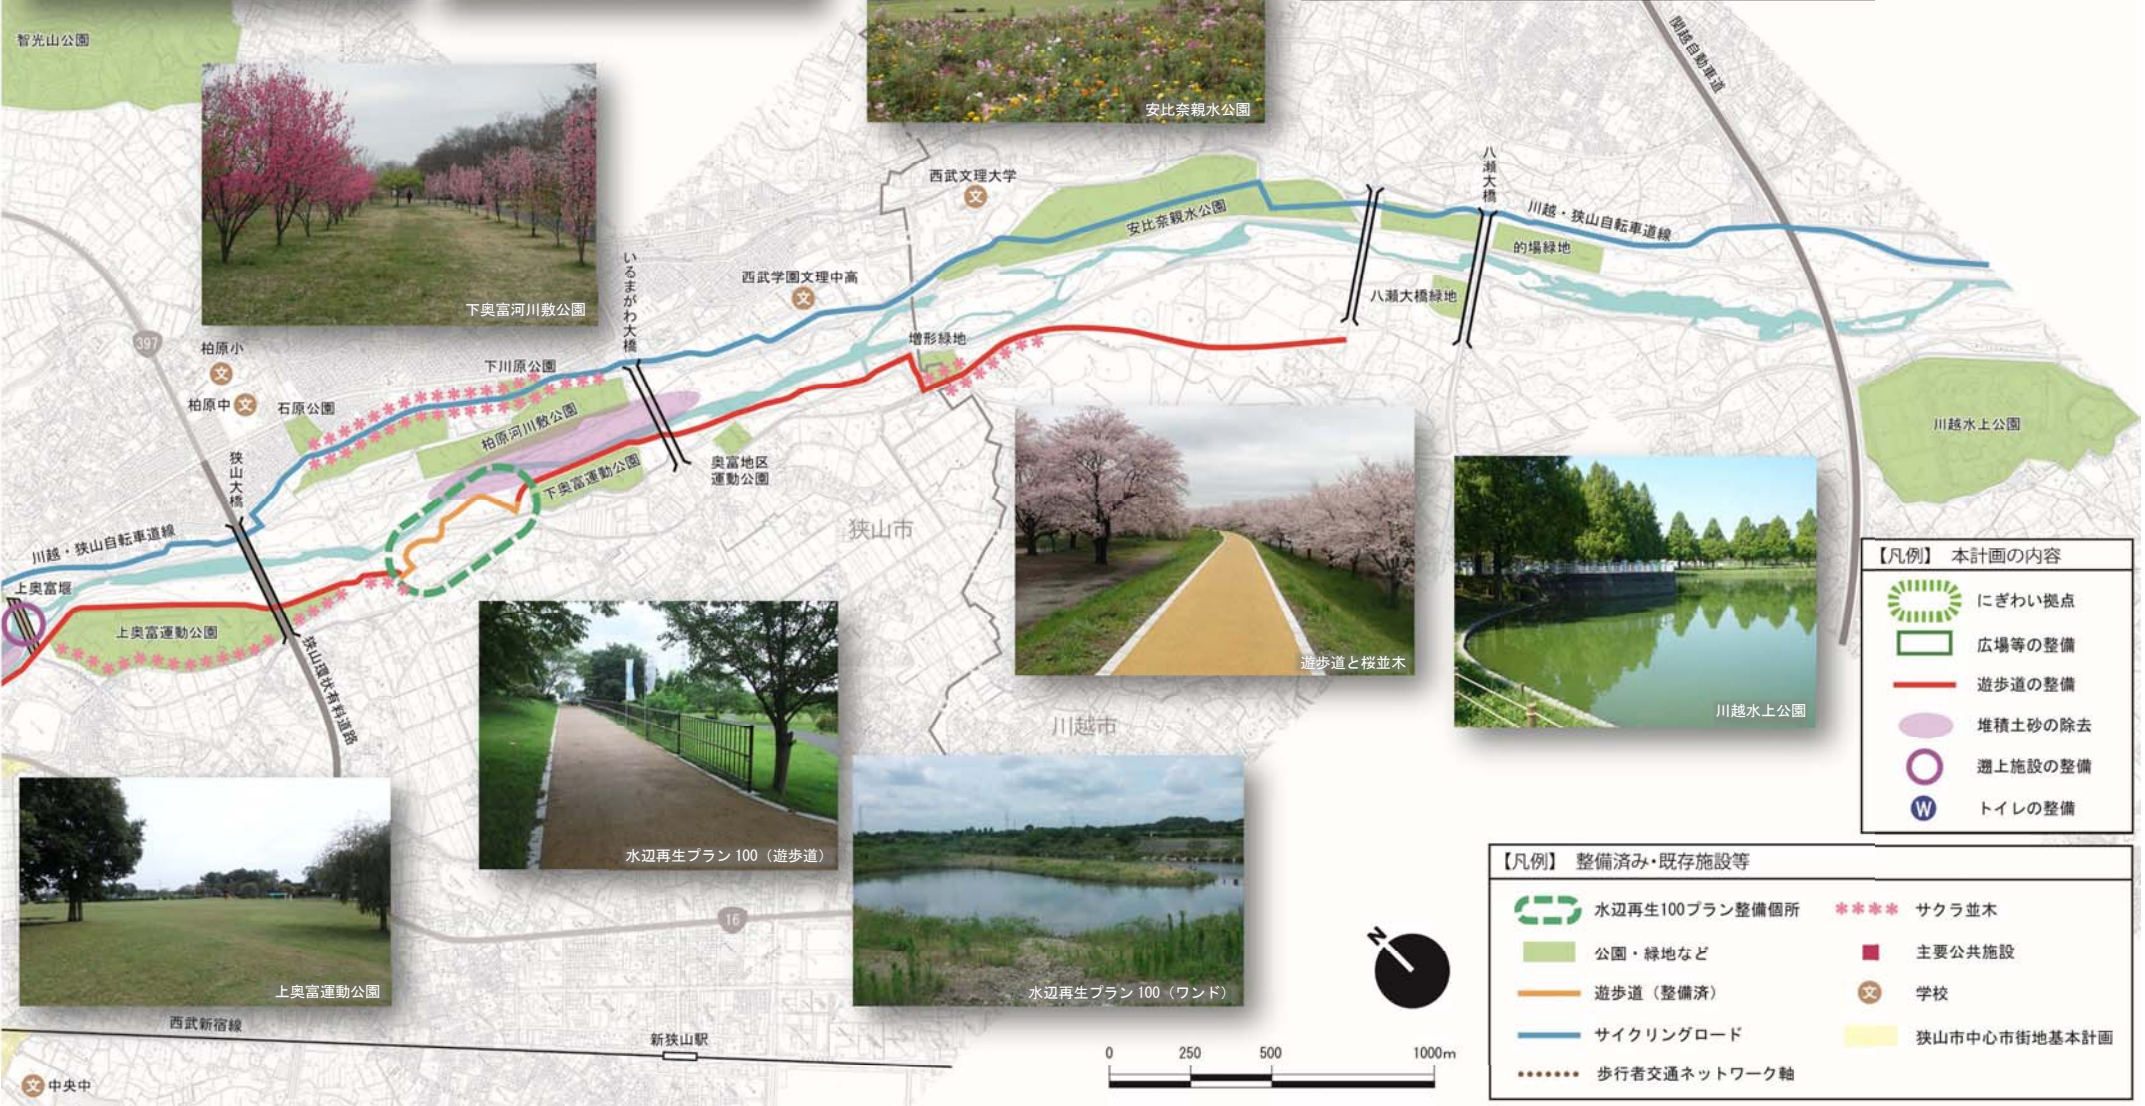 智光山公園
安比奈親水公園
関越自動車道
下奥富河川敷公園
西武文理大学
文
八瀬大橋
川越・狭山自転車道線
安比奈親水公園
的場緑地
いるまがわ大橋
西武学園文理中高
文
八瀬大橋緑地
増形緑地
397
柏原小
文
柏原中 文
石原公園
下川原公園
柏原河川敷公園
川越水上公園
狭山大橋
奥富地区
運動公園
下奥富運動公園
狭山市
川越・狭山自転車道線
上奥富堰
上奥富運動公園
狭山環状有料道路
遊歩道と桜並木
川越水上公園
川越市
水辺再生プラン100（遊歩道）
16
上奥富運動公園
水辺再生プラン100（ワンド）
西武新宿線
新狭山駅
文 中央中
N
0 250 500 1000m
【凡例】 本計画の内容
にぎわい拠点
広場等の整備
遊歩道の整備
堆積土砂の除去
遡上施設の整備
W トイレの整備
【凡例】 整備済み・既存施設等
水辺再生100プラン整備個所
サクラ並木
公園・緑地など
主要公共施設
遊歩道（整備済）
文 学校
サイクリングロード
狭山市中心市街地基本計画
歩行者交通ネットワーク軸